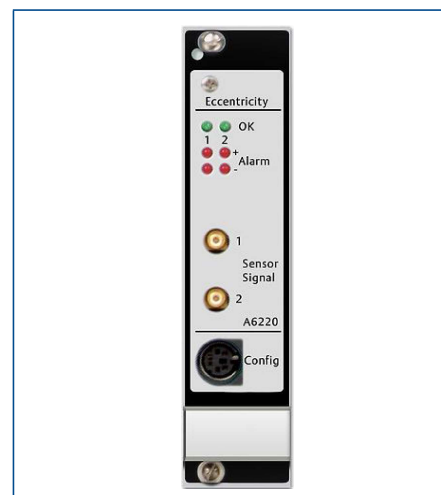 Eccentricity
OK
1 2
+
Alarm
-
1
Sensor
Signal
2
A6220
Config